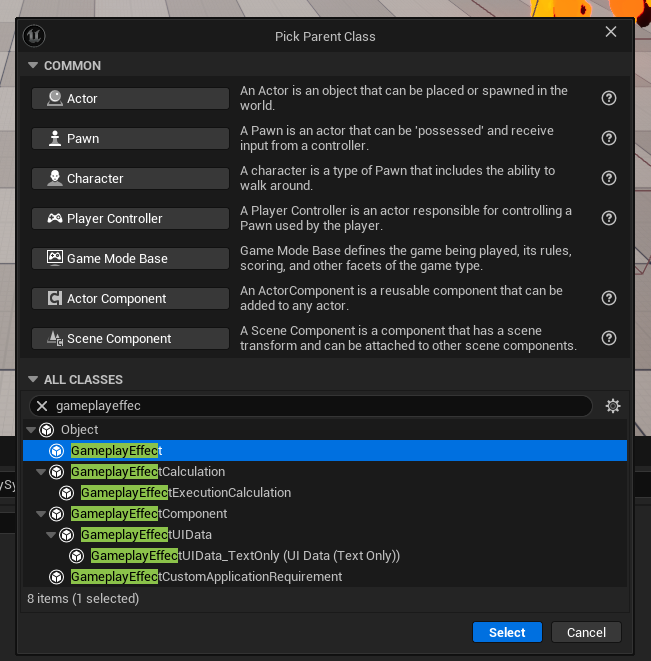 Pick Parent Class
COMMON
Actor
An Actor is an object that can be placed or spawned in the
world.
Pawn
A Pawn is an actor that can be 'possessed' and receive
input from a controller.
Character
A character is a type of Pawn that includes the ability to
walk around.
Player Controller
A Player Controller is an actor responsible for controlling a
Pawn used by the player.
Game Mode Base
Game Mode Base defines the game being played, its rules,
scoring, and other facets of the game type.
Actor Component
An ActorComponent is a reusable component that can be
added to any actor.
Scene Component
A Scene Component is a component that has a scene
transform and can be attached to other scene components.
ALL CLASSES
gameplayeffec
Object
GameplayEffect
GameplayEffectCalculation
GameplayEffectExecutionCalculation
GameplayEffectComponent
GameplayEffectUIData
GameplayEffectUIData_TextOnly (UI Data (Text Only))
GameplayEffectCustomApplicationRequirement
8 items (1 selected)
Select
Cancel